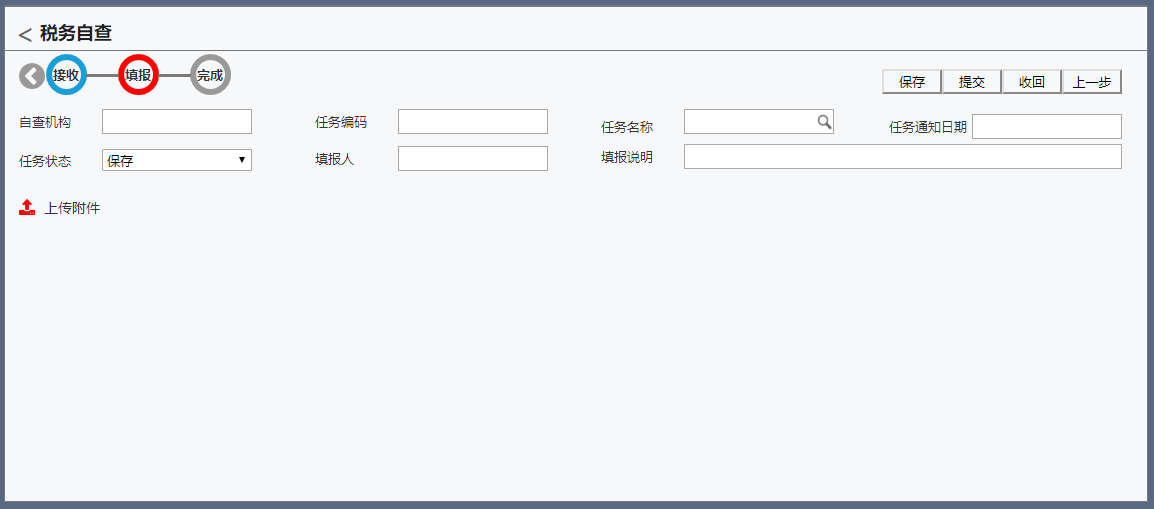 < 税务自查
接收 填报 完成
保存 提交 收回 上一步
自查机构 任务编码 任务名称 任务通知日期
任务状态 保存 填报人 填报说明
上传附件